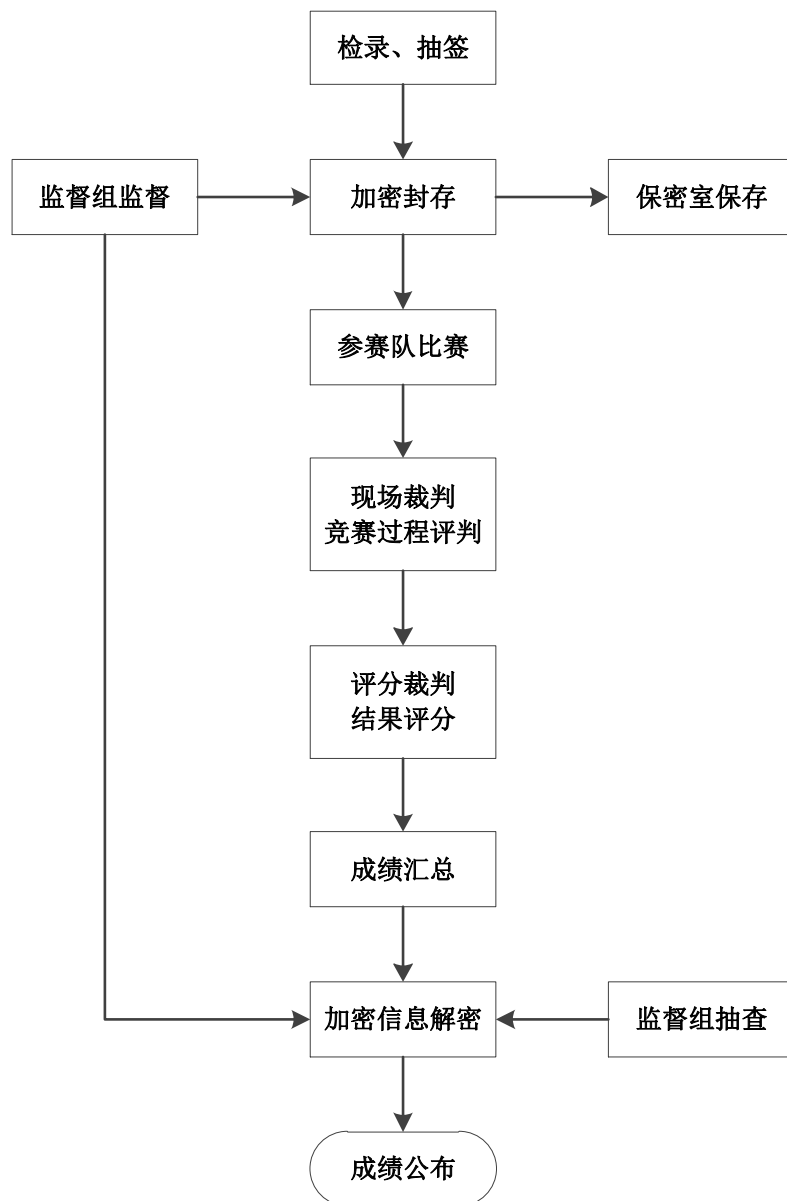 检录、抽签
监督组监督
加密封存
保密室保存
参赛队比赛
现场裁判
竞赛过程评判
评分裁判
结果评分
成绩汇总
加密信息解密
监督组抽查
成绩公布